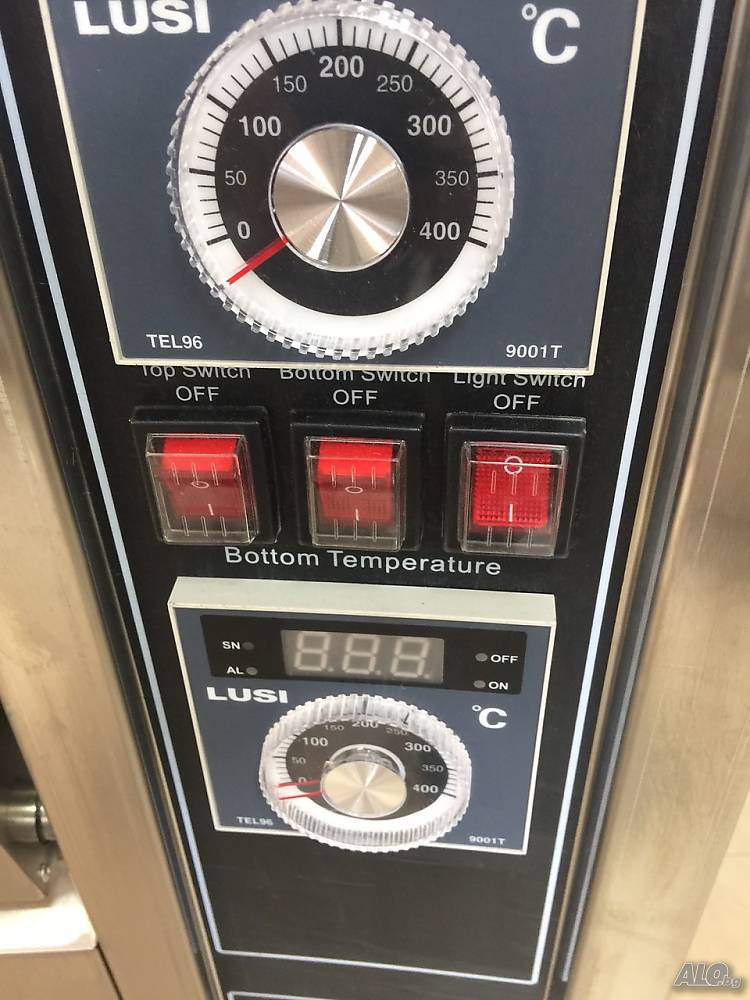 LUSI
°C
0 50 100 150 200 250 300 350 400
TEL96 9001T
Top Switch Bottom Switch Light Switch
OFF OFF OFF
Bottom Temperature
SN
OFF
AL
ON
LUSI
°C
0 50 100 150 200 250 300 350 400
TEL96 9001T
ALO.bg